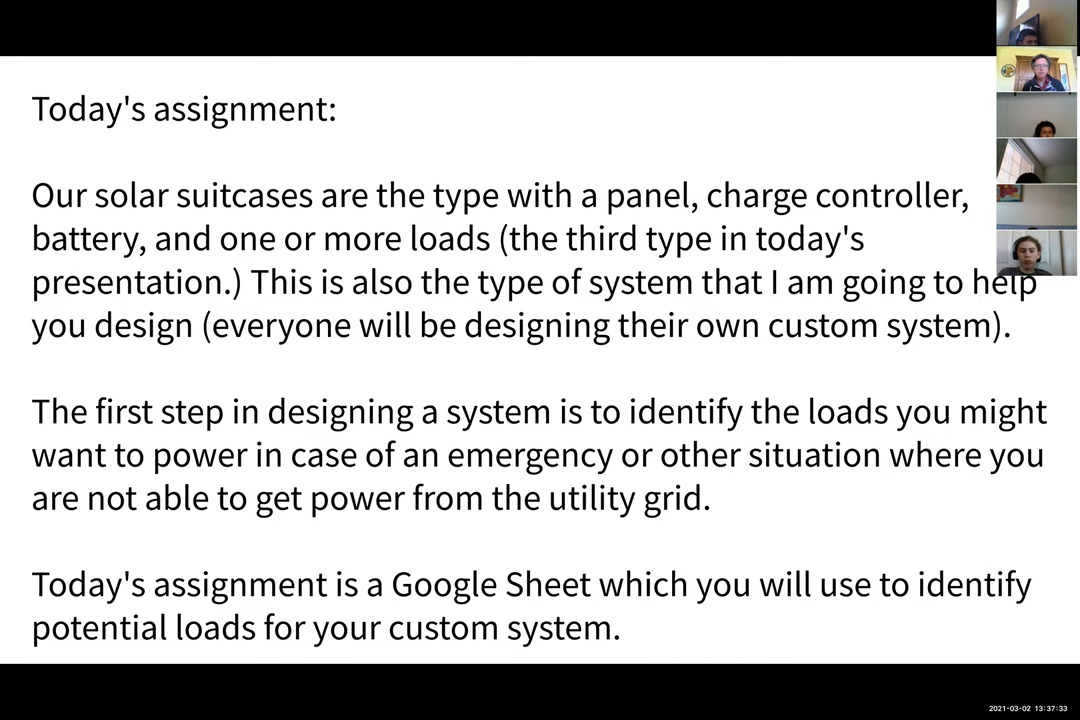 Today's assignment:
Our solar suitcases are the type with a panel, charge controller,
battery, and one or more loads (the third type in today's
presentation.) This is also the type of system that I am going to help
you design (everyone will be designing their own custom system).
The first step in designing a system is to identify the loads you might
want to power in case of an emergency or other situation where you
are not able to get power from the utility grid.
Today's assignment is a Google Sheet which you will use to identify
potential loads for your custom system.
2021-03-02 13:37:33